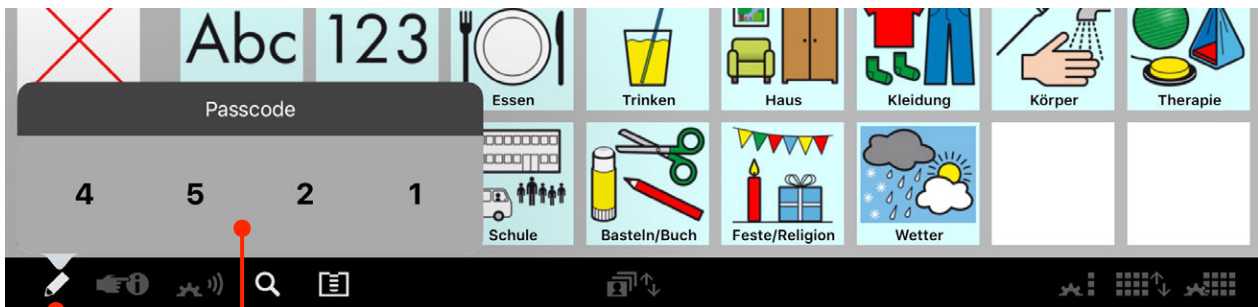 Abc 123
Essen Trinken Haus Kleidung Körper Therapie
Passcode
4 5 2 1
Schule Basteln/Buch Feste/Religion Wetter